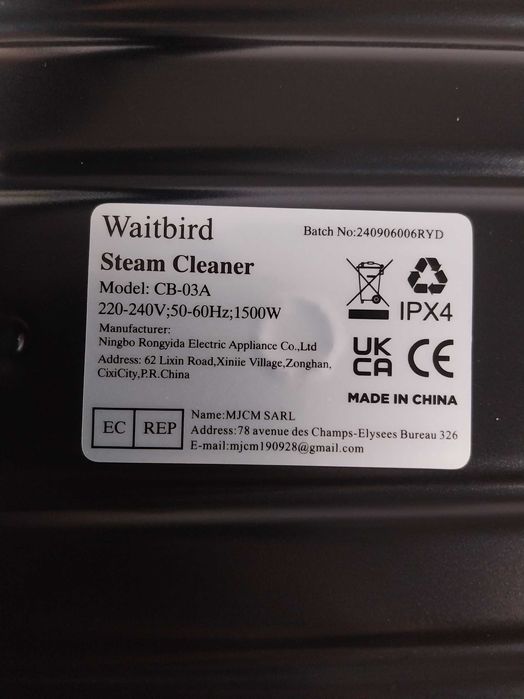 Waitbird
Batch No:240906006RYD
Steam Cleaner
Model: CB-03A
220-240V;50-60Hz;1500W
IPX4
Manufacturer:
Ningbo Rongyida Electric Appliance Co.,Ltd
Address: 62 Lixin Road,Xiniie Village,Zonghan,
CixiCity,P.R.China
UK
CA
CE
MADE IN CHINA
EC REP
Name:MJCM SARL
Address:78 avenue des Champs-Elysees Bureau 326
E-mail:mjcm190928@gmail.com